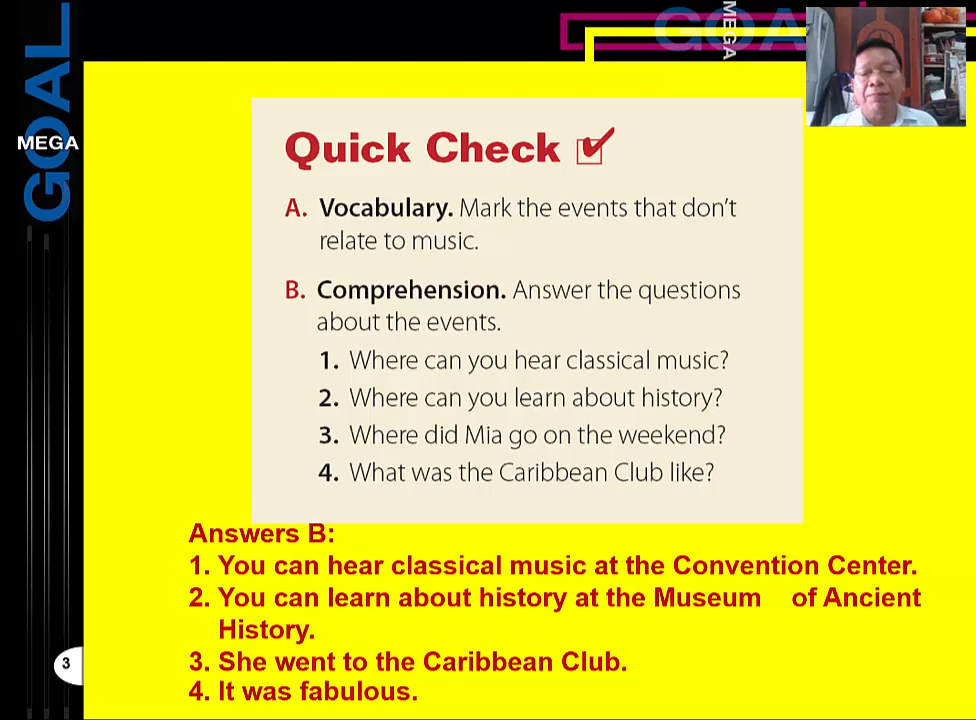 GOAL
MEGA
GOAL
MEGA
Quick Check
A. Vocabulary. Mark the events that don't
relate to music.
B. Comprehension. Answer the questions
about the events.
1. Where can you hear classical music?
2. Where can you learn about history?
3. Where did Mia go on the weekend?
4. What was the Caribbean Club like?
Answers B:
1. You can hear classical music at the Convention Center.
2. You can learn about history at the Museum of Ancient
History.
3. She went to the Caribbean Club.
4. It was fabulous.
3